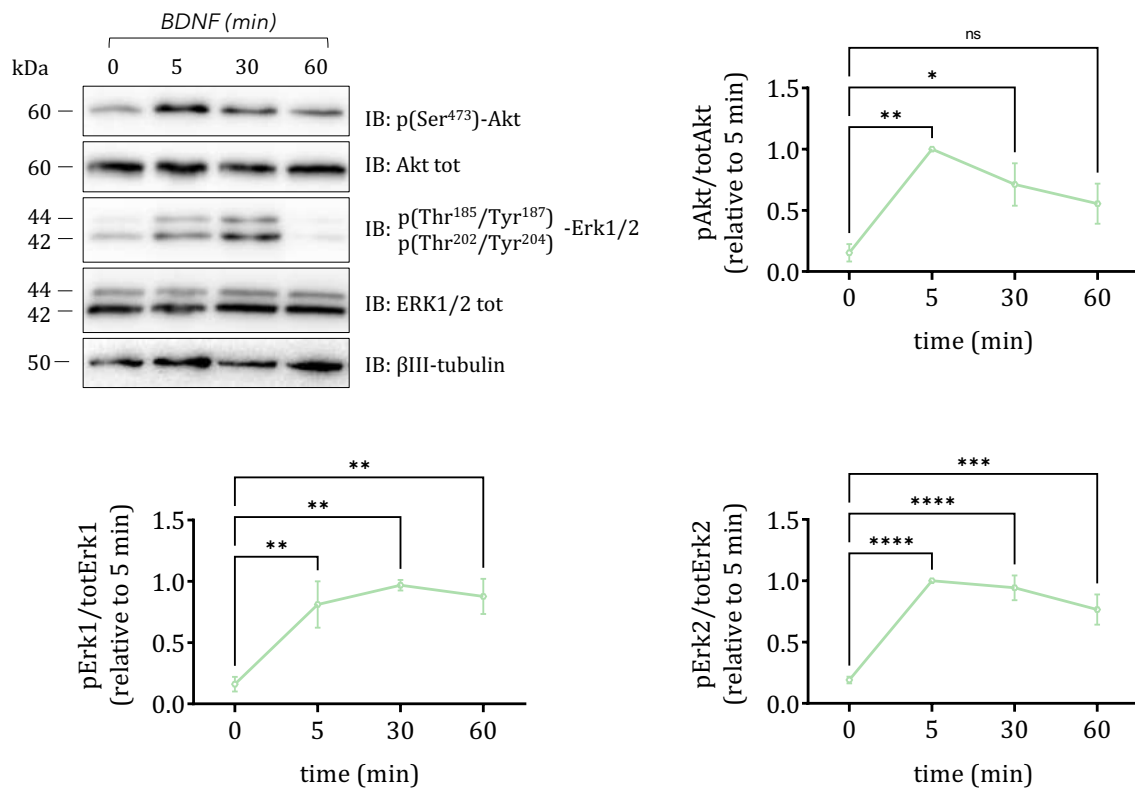 BDNF (min)
kDa 0 5 30 60
60 IB: p(Ser⁴⁷³)-Akt
60 IB: Akt tot
44 p(Thr¹⁸⁵/Tyr¹⁸⁷)
IB: -Erk1/2
42 p(Thr²⁰²/Tyr²⁰⁴)
44
IB: ERK1/2 tot
42
50 IB: βIII-tubulin
ns
*
**
pAkt/totAkt
(relative to 5 min)
1.5
1.0
0.5
0.0
0 5 30 60
time (min)
**
**
**
pErk1/totErk1
(relative to 5 min)
1.5
1.0
0.5
0.0
0 5 30 60
time (min)
***
****
****
pErk2/totErk2
(relative to 5 min)
1.5
1.0
0.5
0.0
0 5 30 60
time (min)